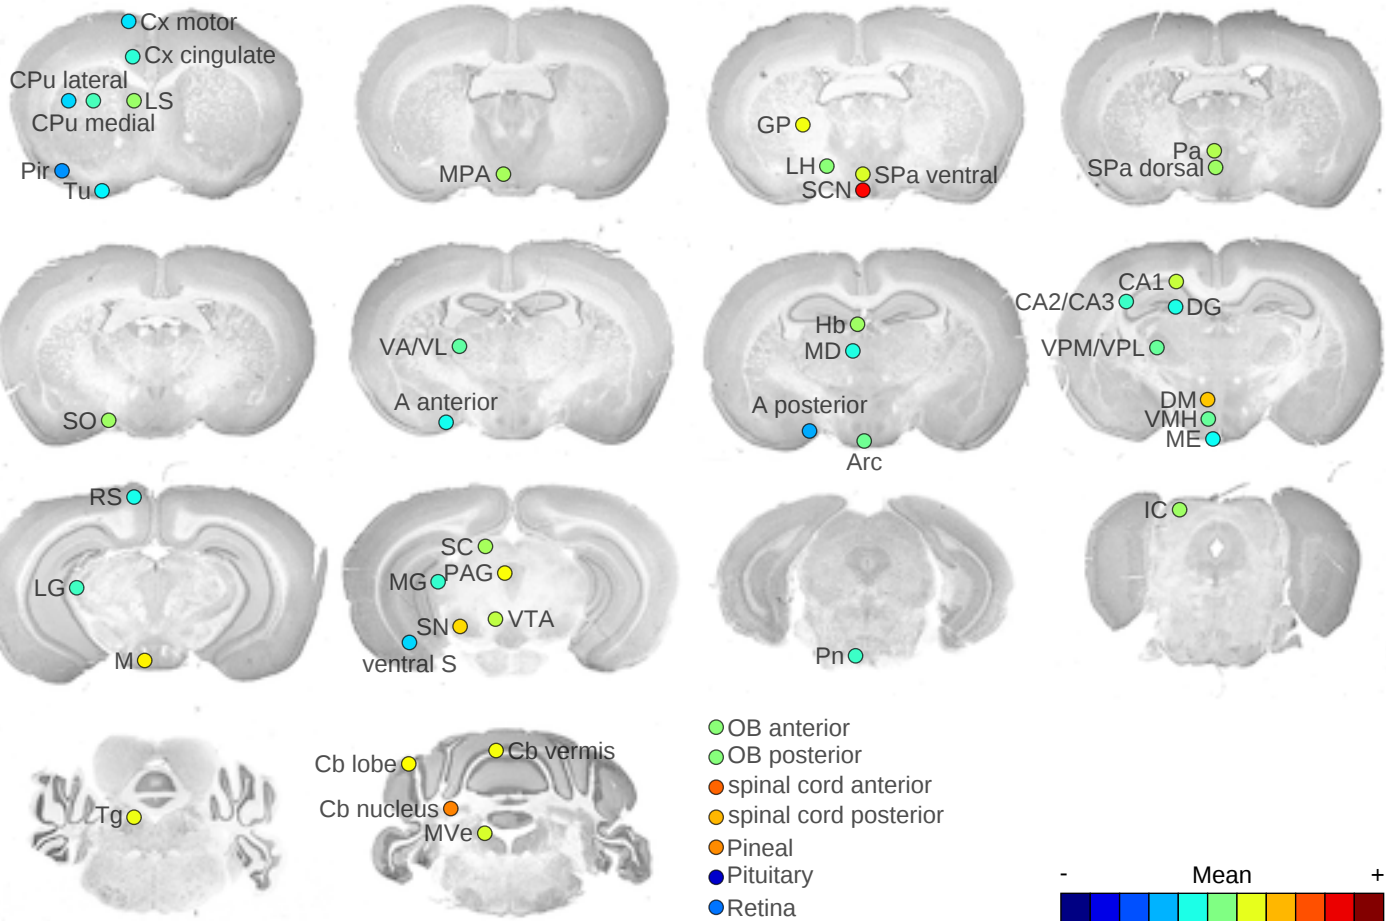 Cx motor
Cx cingulate
CPu lateral
LS
CPu medial
Pir
Tu
MPA
GP
LH
SPa ventral
SCN
Pa
SPa dorsal
SO
VA/VL
A anterior
Hb
MD
A posterior
Arc
CA1
CA2/CA3
DG
VPM/VPL
DM
VMH
ME
RS
LG
M
SC
MG
PAG
SN
VTA
ventral S
Pn
IC
Tg
Cb lobe
Cb vermis
Cb nucleus
MVe
OB anterior
OB posterior
spinal cord anterior
spinal cord posterior
Pineal
Pituitary
Retina
- Mean +